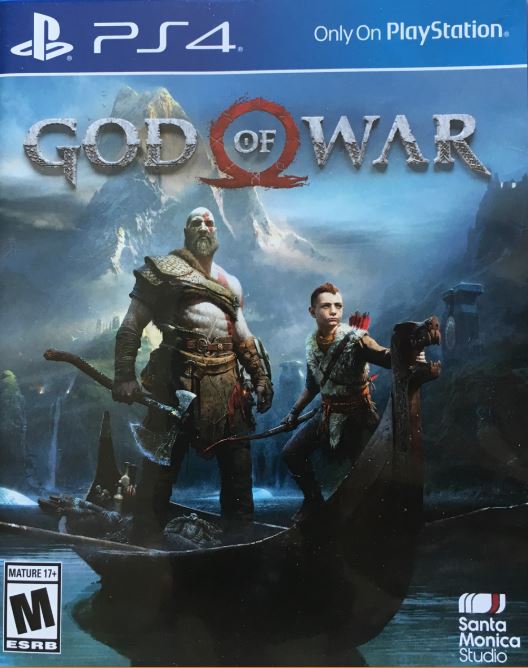 PS4
Only On PlayStation®
GOD OF WAR
MATURE 17+
M
ESRB
Santa
Monica
Studio